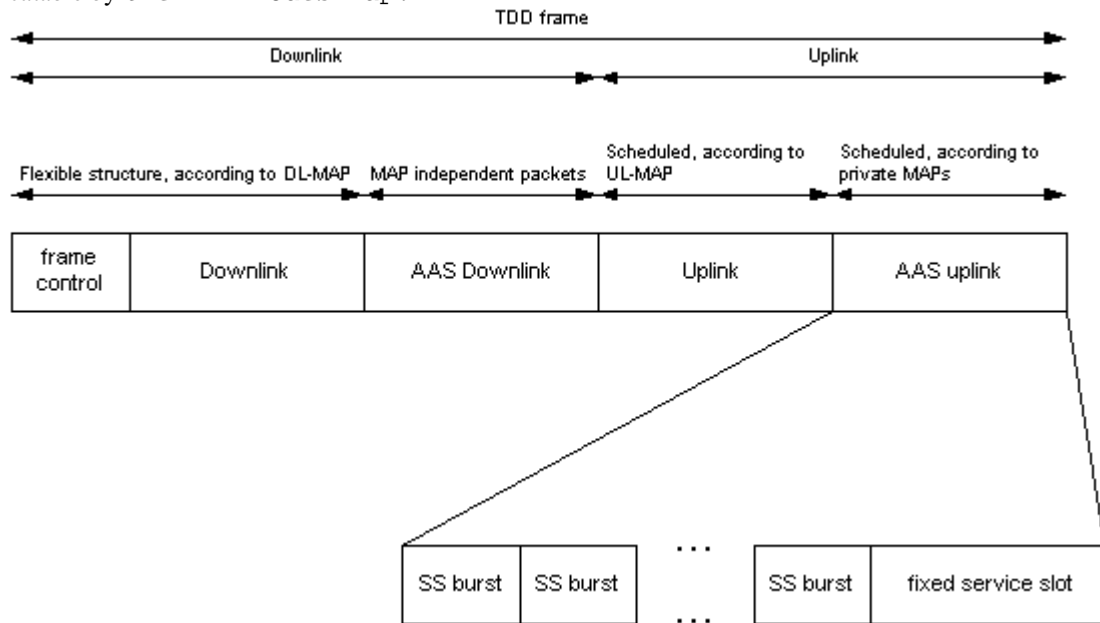 TDD frame
Downlink
Uplink
Flexible structure, according to DL-MAP
MAP independent packets
Scheduled, according to
UL-MAP
Scheduled, according to
private MAPs
frame
control
Downlink
AAS Downlink
Uplink
AAS uplink
SS burst
SS burst
...
SS burst
fixed service slot
...